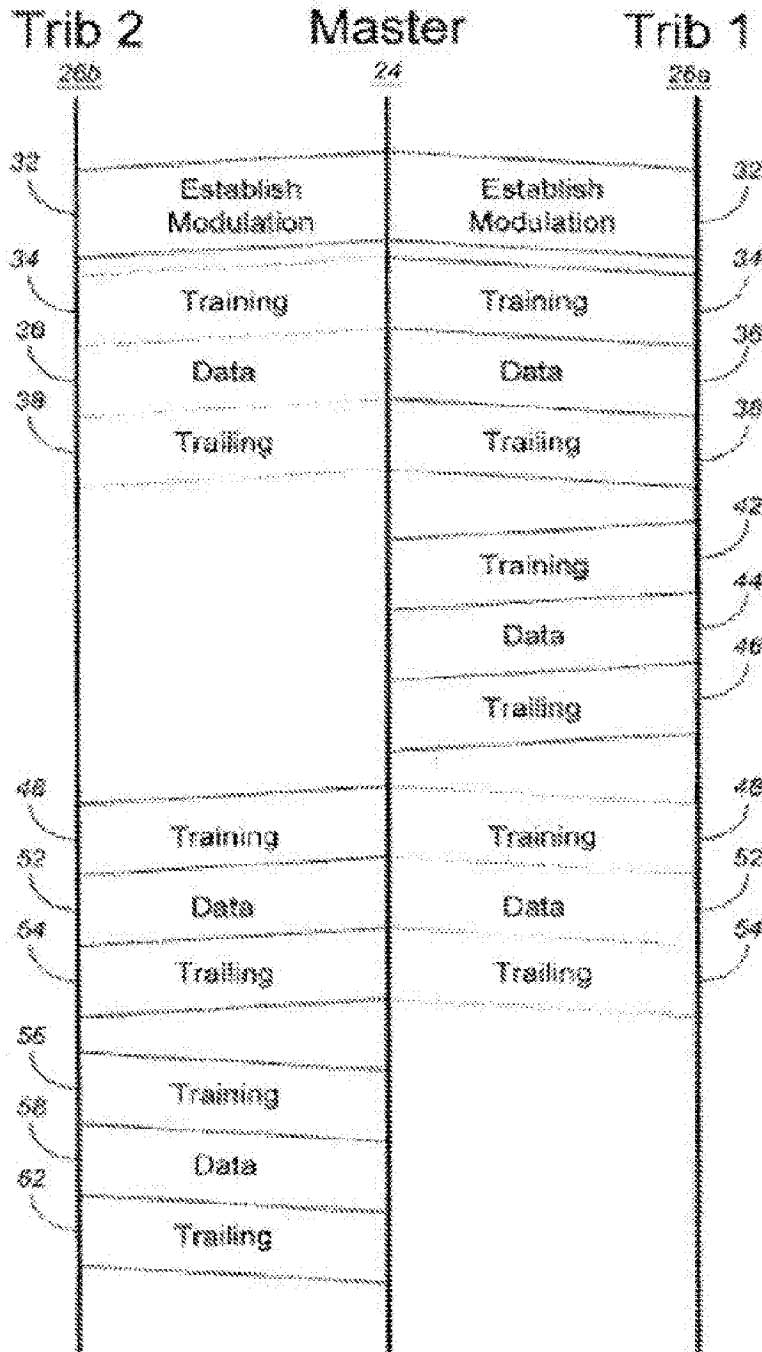 Trib 2 Master Trib 1
26b 24 26a
32 Establish Modulation Establish Modulation 32
34 Training Training 34
36 Data Data 36
38 Trailing Trailing 38
Training 42
Data 44
Trailing 46
48 Training Training 48
52 Data Data 52
54 Trailing Trailing 54
56 Training
58 Data
62 Trailing